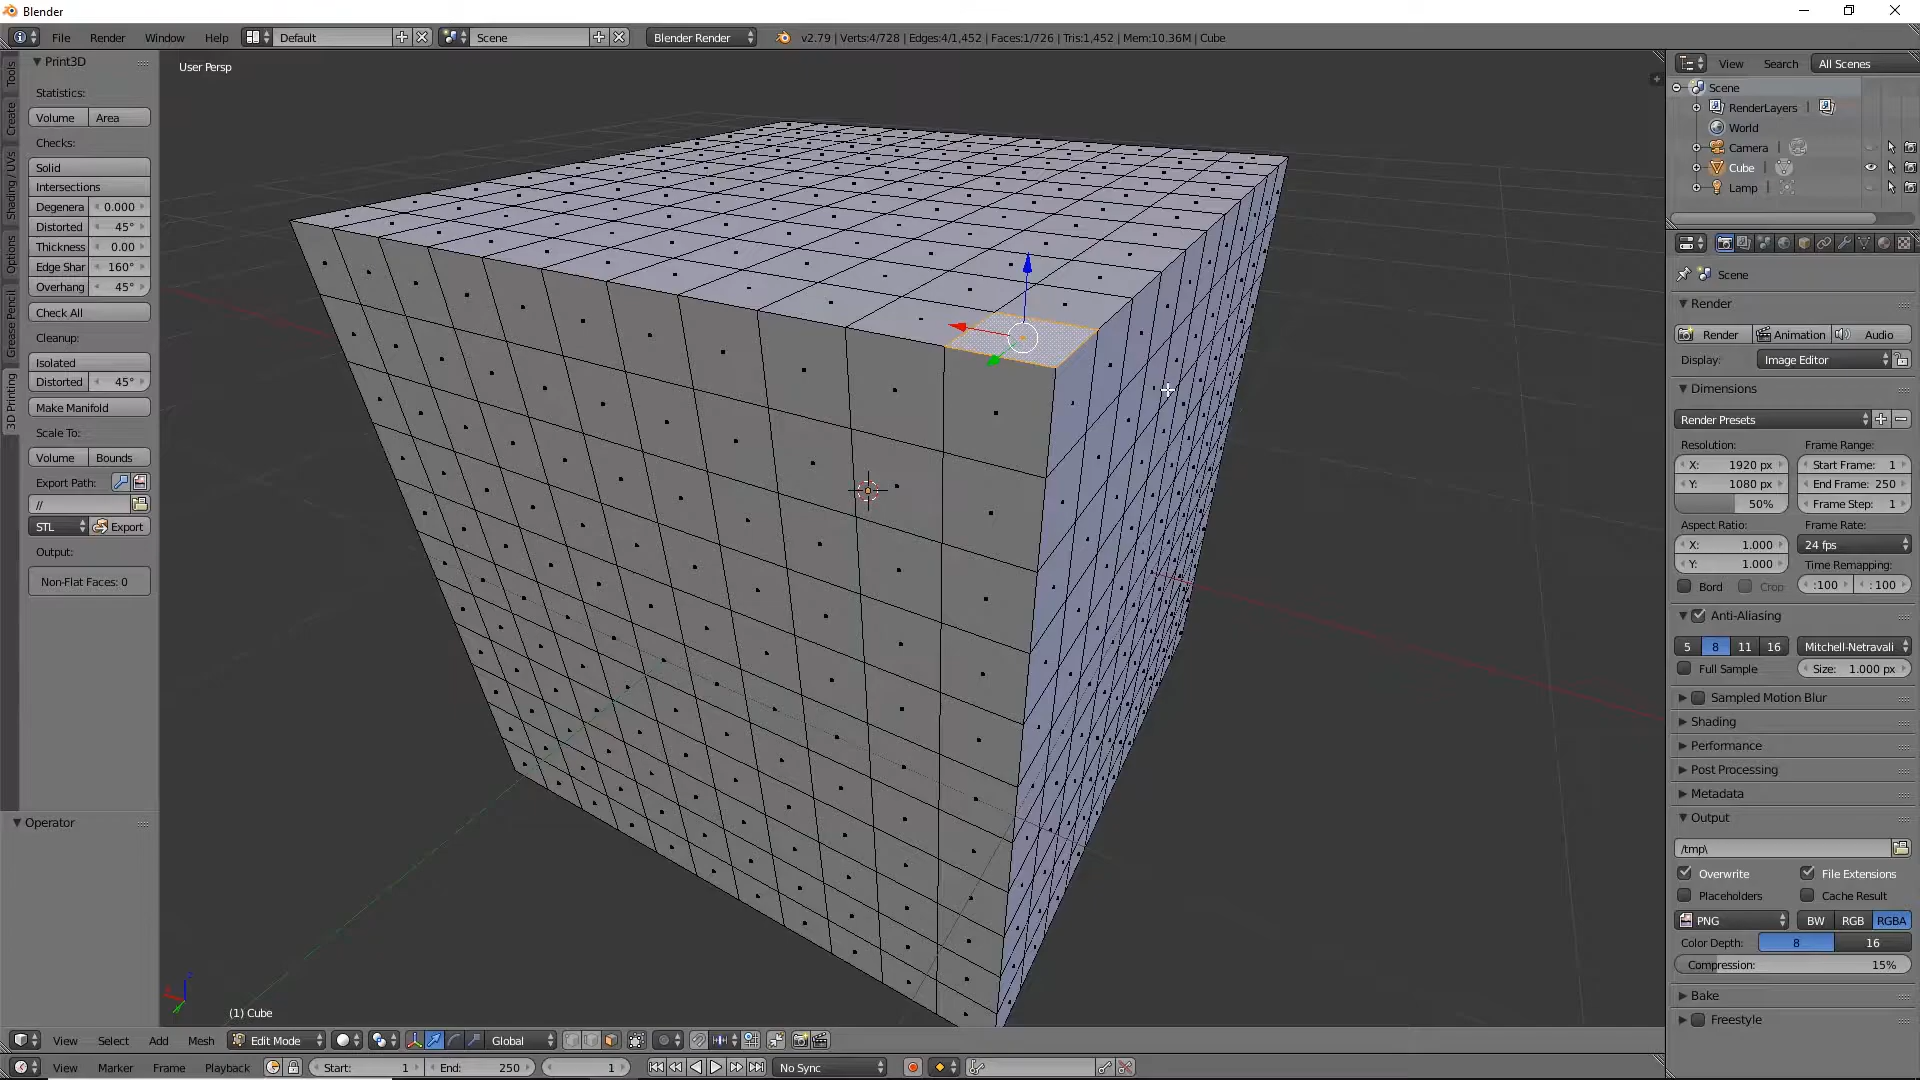 Blender
File Render Window Help Default Scene Blender Render v2.79 | Verts:4/728 | Edges:4/1,452 | Faces:1/726 | Tris:1,452 | Mem:10.36M | Cube
Tools
Create
Shading / UVs
Options
Grease Pencil
3D Printing
Print3D
Statistics:
Volume Area
Checks:
Solid
Intersections
Degenera 0.000
Distorted 45°
Thickness 0.00
Edge Shar 160°
Overhang 45°
Check All
Cleanup:
Isolated
Distorted 45°
Make Manifold
Scale To:
Volume Bounds
Export Path:
//
STL Export
Output:
Non-Flat Faces: 0
Operator
User Persp
(1) Cube
View Select Add Mesh Edit Mode Global
View Marker Frame Playback Start: 1 End: 250 1 No Sync
View Search All Scenes
Scene
RenderLayers
World
Camera
Cube
Lamp
Scene
Render
Render Animation Audio
Display: Image Editor
Dimensions
Render Presets
Resolution: Frame Range:
X: 1920 px Start Frame: 1
Y: 1080 px End Frame: 250
50% Frame Step: 1
Aspect Ratio: Frame Rate:
X: 1.000 24 fps
Y: 1.000 Time Remapping:
Bord Crop :100 : 100
Anti-Aliasing
5 8 11 16 Mitchell-Netravali
Full Sample Size: 1.000 px
Sampled Motion Blur
Shading
Performance
Post Processing
Metadata
Output
/tmp\
Overwrite File Extensions
Placeholders Cache Result
PNG BW RGB RGBA
Color Depth: 8 16
Compression: 15%
Bake
Freestyle